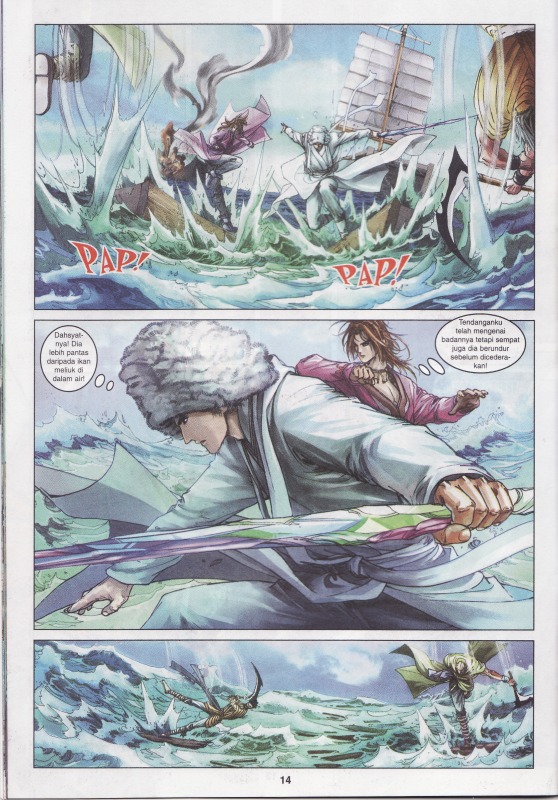 PAP!
PAP!
Dahsyat-
nya! Dia
lebih pantas
daripada ikan
meliuk di
dalam air!
Tendanganku
telah mengenai
badannya tetapi sempat
juga dia berundur
sebelum dicedera-
kan!
14